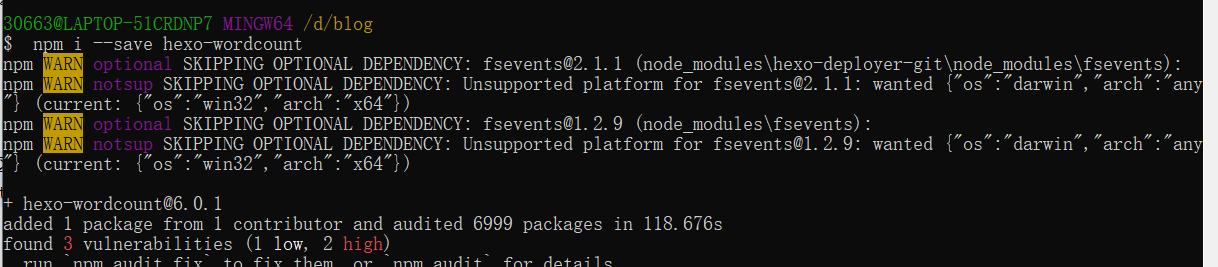 30663@LAPTOP-51CRDNP7 MINGW64 /d/blog
$  npm i --save hexo-wordcount
npm WARN optional SKIPPING OPTIONAL DEPENDENCY: fsevents@2.1.1 (node_modules\hexo-deployer-git\node_modules\fsevents):
npm WARN notsup SKIPPING OPTIONAL DEPENDENCY: Unsupported platform for fsevents@2.1.1: wanted {"os":"darwin","arch":"any
"} (current: {"os":"win32","arch":"x64"})
npm WARN optional SKIPPING OPTIONAL DEPENDENCY: fsevents@1.2.9 (node_modules\fsevents):
npm WARN notsup SKIPPING OPTIONAL DEPENDENCY: Unsupported platform for fsevents@1.2.9: wanted {"os":"darwin","arch":"any
"} (current: {"os":"win32","arch":"x64"})
+ hexo-wordcount@6.0.1
added 1 package from 1 contributor and audited 6999 packages in 118.676s
found 3 vulnerabilities (1 low, 2 high)
run `npm audit fix` to fix them, or `npm audit` for details